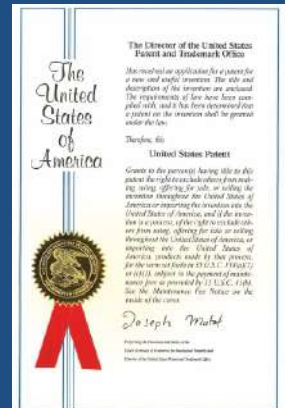 The
United
States
of
America
The Director of the United States
Patent and Trademark Office
Has received an application for a patent for
a new and useful invention. The title and
description of the invention are enclosed.
The requirements of law have been com-
plied with, and it has been determined that
a patent on the invention shall be granted
under the law.
Therefore, this
United States Patent
Grants to the person(s) having title to this
patent the right to exclude others from mak-
ing, using, offering for sale, or selling the
invention throughout the United States of
America or importing the invention into the
United States of America, and if the inven-
tion is a process, of the right to exclude oth-
ers from using, offering for sale or selling
throughout the United States of America, or
importing into the United States of
America, products made by that process,
for the term set forth in 35 U.S.C. 154(a)(2)
or (c)(1), subject to the payment of mainte-
nance fees as provided by 35 U.S.C. 41(b).
See the Maintenance Fee Notice on the
inside of the cover.
Joseph Matal